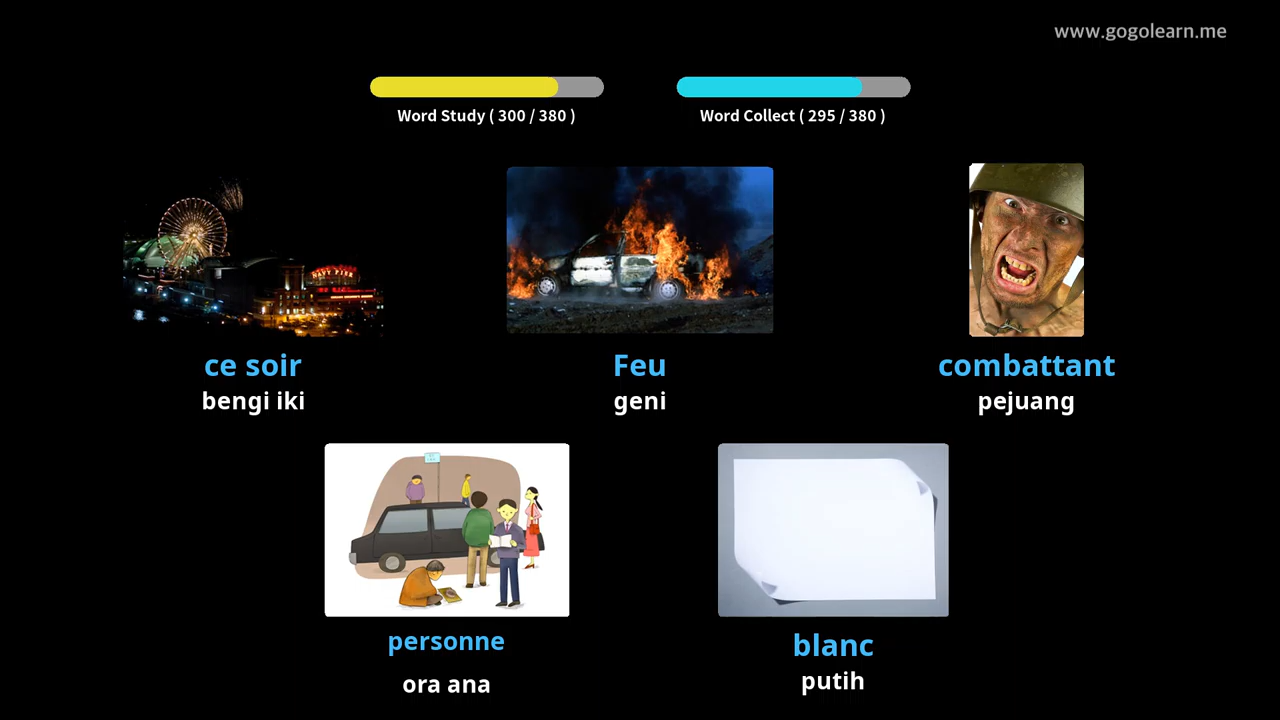 www.gogolearn.me
Word Study ( 300 / 380 )
Word Collect ( 295 / 380 )
ce soir
bengi iki
Feu
geni
combattant
pejuang
personne
ora ana
blanc
putih